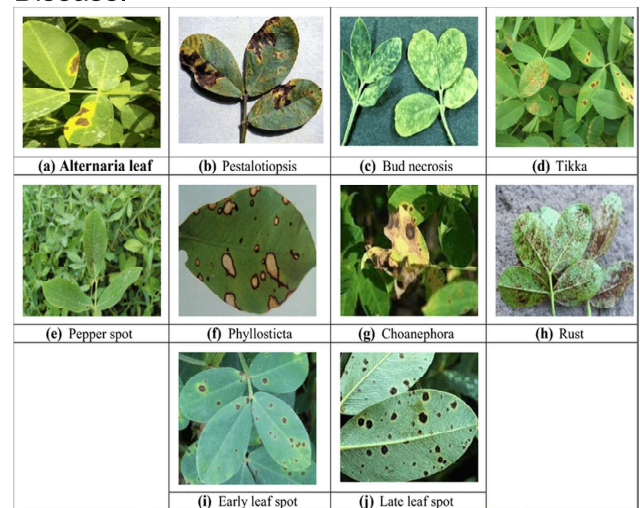 Disease.
(a) Alternaria leaf
(b) Pestalotiopsis
(c) Bud necrosis
(d) Tikka
(e) Pepper spot
(f) Phyllosticta
(g) Choanephora
(h) Rust
(i) Early leaf spot
(j) Late leaf spot